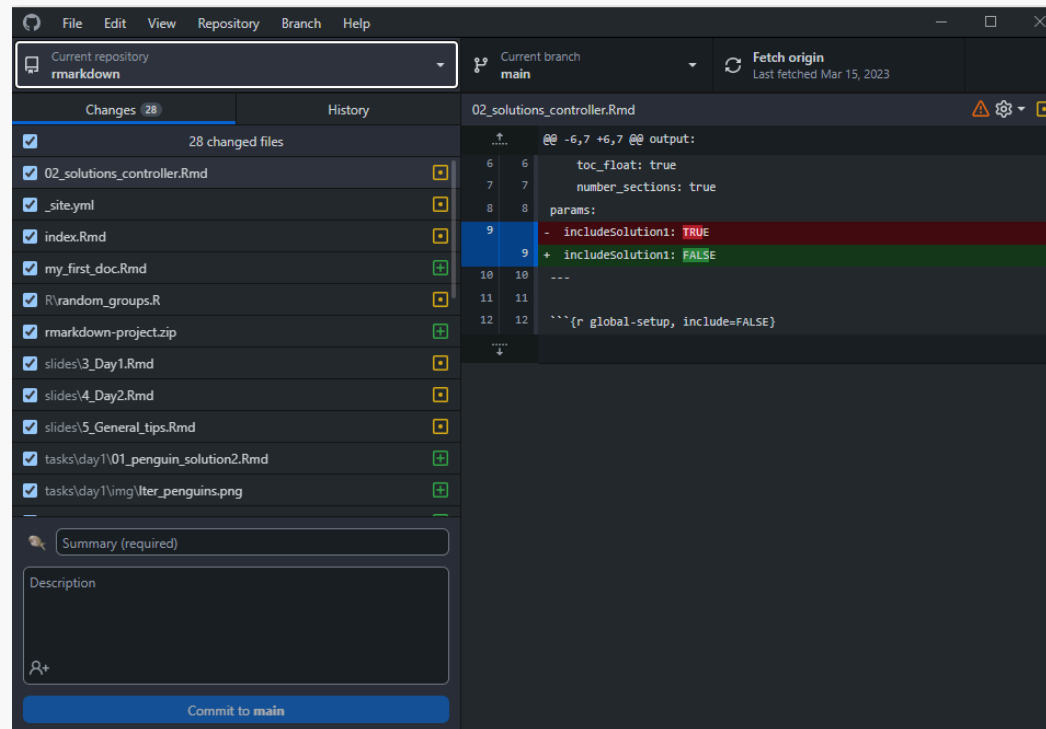 File Edit View Repository Branch Help
Current repository
rmarkdown
Current branch
main
Fetch origin
Last fetched Mar 15, 2023
Changes 28
History
02_solutions_controller.Rmd
28 changed files
02_solutions_controller.Rmd
_site.yml
index.Rmd
my_first_doc.Rmd
R\random_groups.R
rmarkdown-project.zip
slides\3_Day1.Rmd
slides\4_Day2.Rmd
slides\5_General_tips.Rmd
tasks\day1\01_penguin_solution2.Rmd
tasks\day1\img\lter_penguins.png
Summary (required)
Description
Commit to main
@@ -6,7 +6,7 @@ output:
6 6 toc_float: true
7 7 number_sections: true
8 8 params:
9 - includeSolution1: TRUE
9 + includeSolution1: FALSE
10 10 ---
11 11
12 12 ```{r global-setup, include=FALSE}